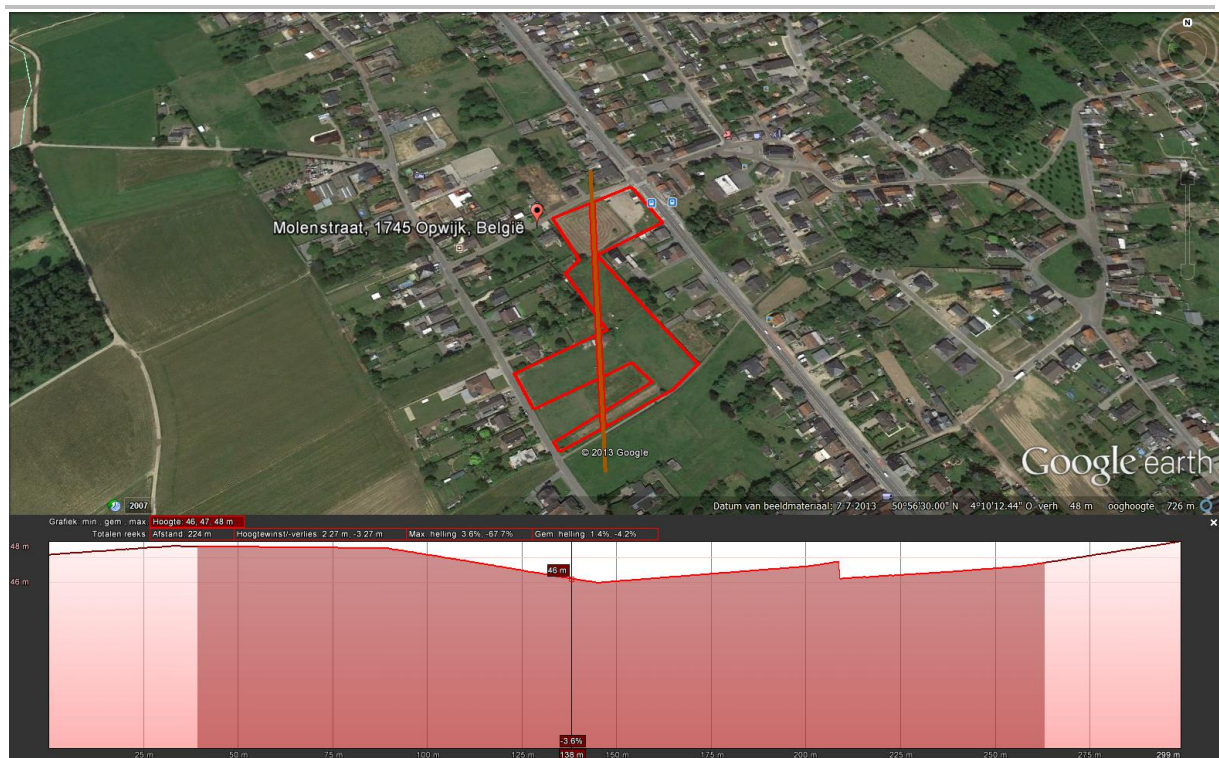 N
Molenstraat, 1745 Opwijk, België
© 2013 Google
Google earth
2007
Datum van beeldmateriaal: 7-7-2013 50°56'30.00" N 4°10'12.44" O verh 48 m ooghoogte 726 m
Grafiek: min., gem., max. Hoogte: 46, 47, 48 m
Totalen reeks: Afstand: 224 m Hoogtewinst/-verlies: 2.27 m, -3.27 m Max. helling: 3.6%, -67.7% Gem. helling: 1.4%, -4.2%
48 m
46 m
46 m
-3.6%
25 m 50 m 75 m 100 m 125 m 138 m 150 m 175 m 200 m 225 m 250 m 275 m 299 m